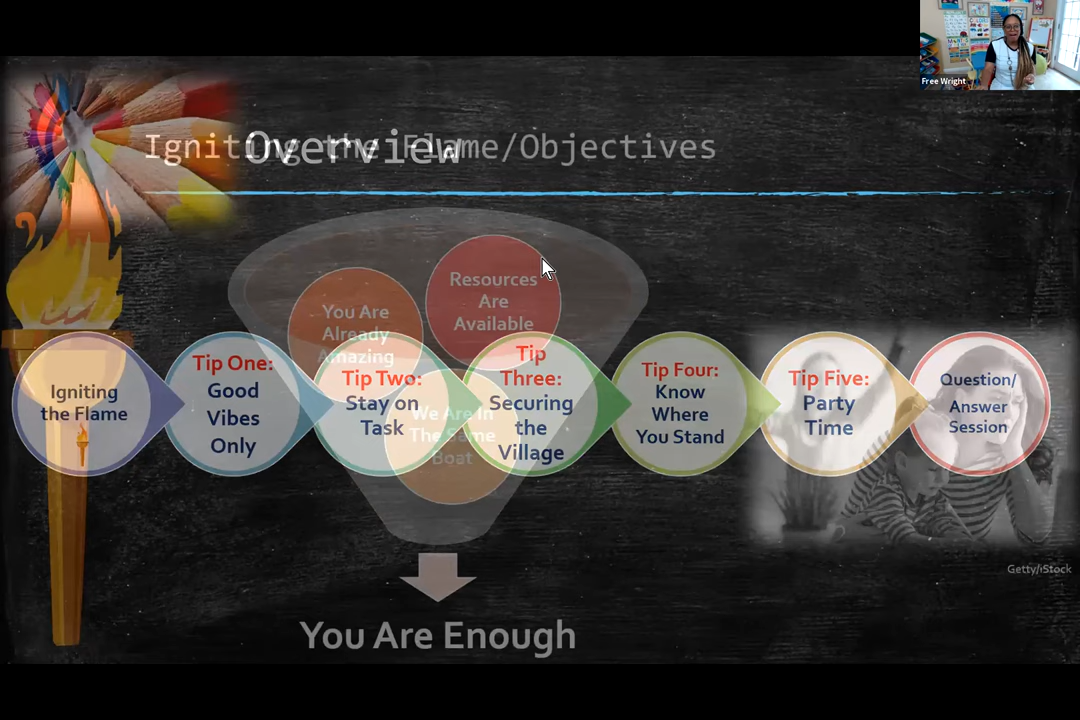 Free Wright
Overview
Igniting the Flame/Objectives
Resources
Are
Available
You Are
Already
Amazing
Igniting
the Flame
Tip One:
Good
Vibes
Only
Tip Two:
Stay on
Task
Tip
Three:
Securing
the
Village
Tip Four:
Know
Where
You Stand
Tip Five:
Party
Time
Question/
Answer
Session
We Are In
The Same
Boat
Getty/iStock
You Are Enough